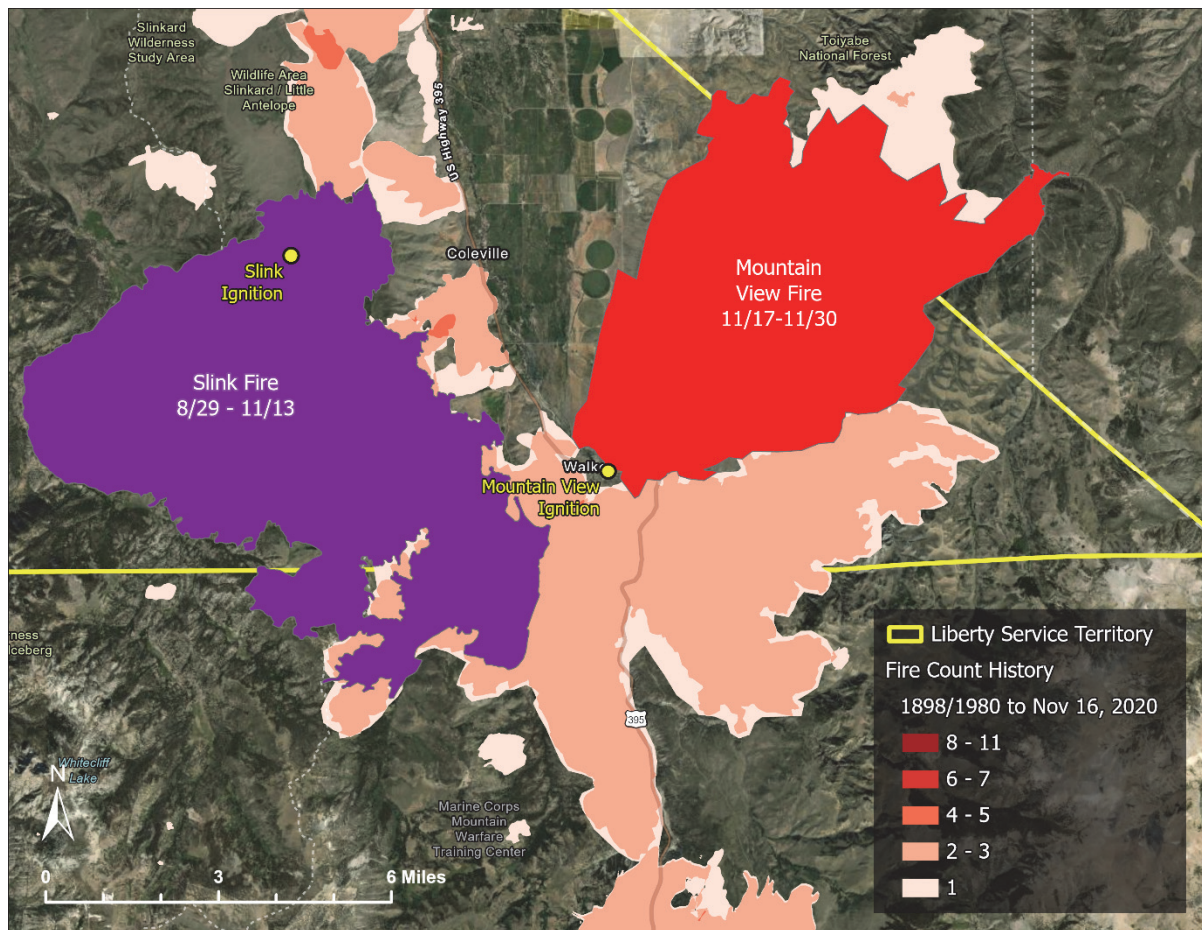 Slinkard
Wilderness
Study Area
Wildlife Area
Slinkard / Little
Antelope
US Highway 395
Toiyabe
National Forest
Coleville
Slink
Ignition
Slink Fire
8/29 - 11/13
Mountain
View Fire
11/17-11/30
Walk
Mountain View
Ignition
Liberty Service Territory
Fire Count History
1898/1980 to Nov 16, 2020
8 - 11
6 - 7
4 - 5
2 - 3
1
rness
Iceberg
395
Whitecliff
Lake
N
Marine Corps
Mountain
Warfare
Training Center
0
3
6 Miles